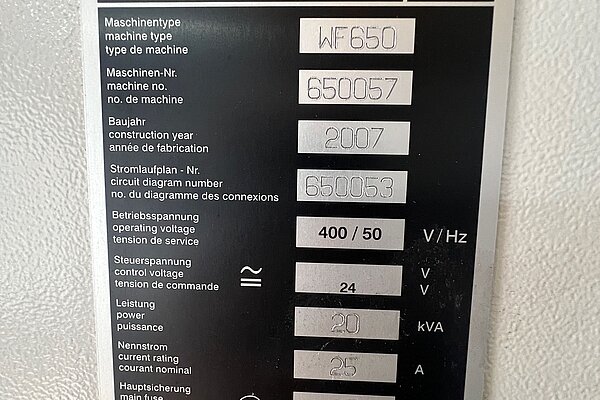 Maschinentype
machine type
type de machine
WF650
Maschinen-Nr.
machine no.
no. de machine
650057
Baujahr
construction year
année de fabrication
2007
Stromlaufplan - Nr.
circuit diagram number
no. du diagramme des connexions
650053
Betriebsspannung
operating voltage
tension de service
400 / 50 V/Hz
Steuerspannung
control voltage
tension de commande
V
24 V
Leistung
power
puissance
20 kVA
Nennstrom
current rating
courant nominal
25 A
Hauptsicherung
main fuse